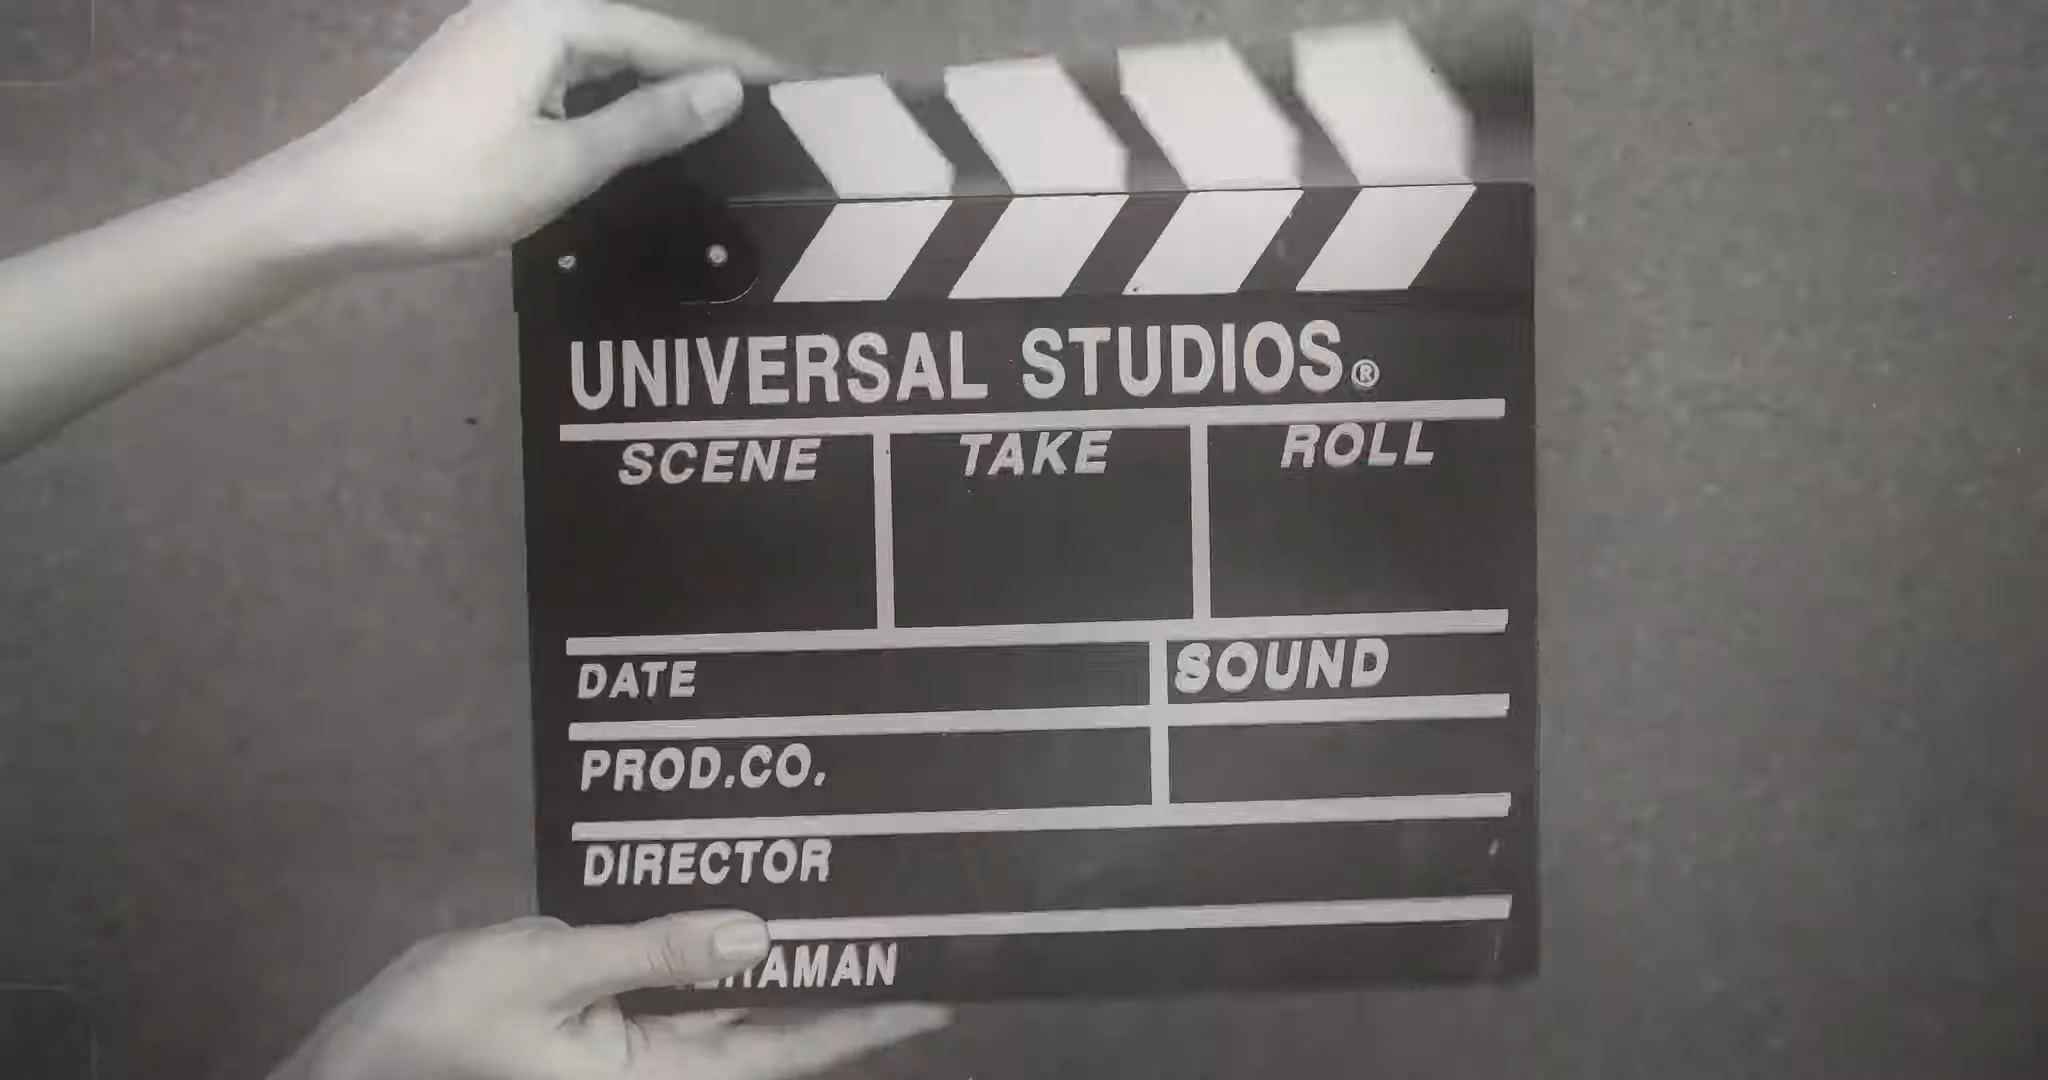 UNIVERSAL STUDIOS®
SCENE TAKE ROLL
DATE SOUND
PROD.CO.
DIRECTOR